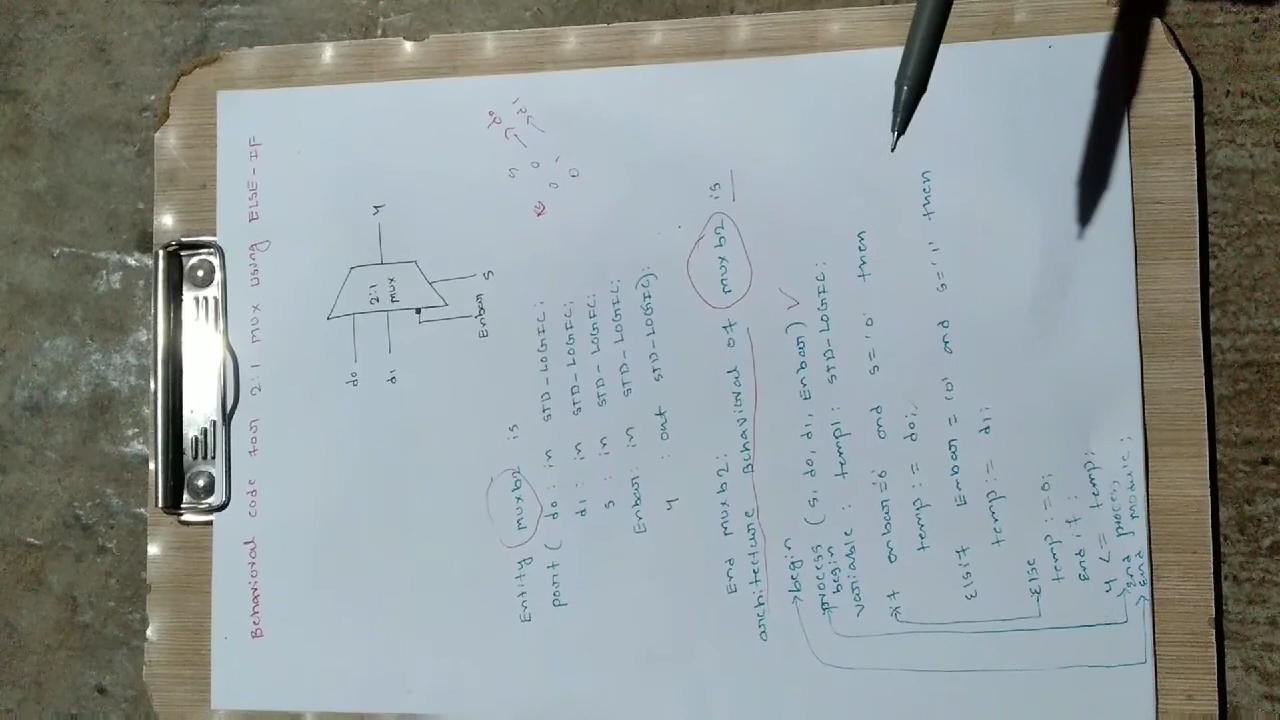 Behavioral code for 2:1 mux using ELSE-IF
d0
d1
2:1
mux
Y
S
Enbar
Entity muxb2 is
port ( d0 : in STD-LOGIC;
d1 : in STD-LOGIC;
S : in STD-LOGIC;
Enbar : in STD-LOGIC;
Y : out STD-LOGIC);
End muxb2;
architecture Behavioral of muxb2 is
begin
process (s, d0, d1, Enbar)
begin
variable : temp1 : STD-LOGIC;
if enbar=0 and s='0' then
temp := d0;
Elsif Enbar='0' and s='1' then
temp := d1;
Else
temp := 0;
End if;
Y <= temp;
End process;
End module;